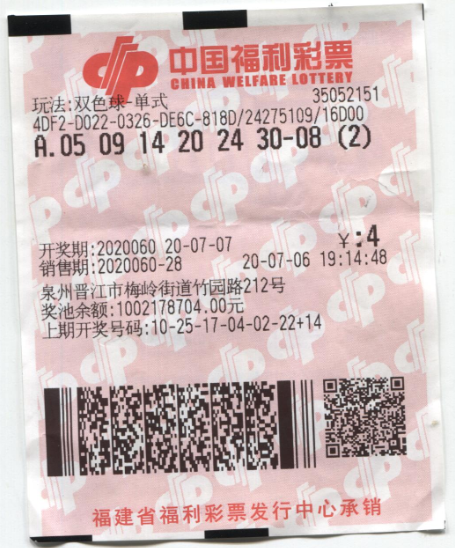 中国福利彩票
CHINA WELFARE LOTTERY
玩法:双色球-单式 35052151
4DF2-D022-0326-DE6C-818D/24275109/16D00
A.05 09 14 20 24 30-08 (2)
开奖期:2020060 20-07-07 ￥:4
销售期:2020060-28 20-07-06 19:14:48
泉州晋江市梅岭街道竹园路212号
奖池余额:1002178704.00元
上期开奖号码:10-25-17-04-02-22+14
福建省福利彩票发行中心承销